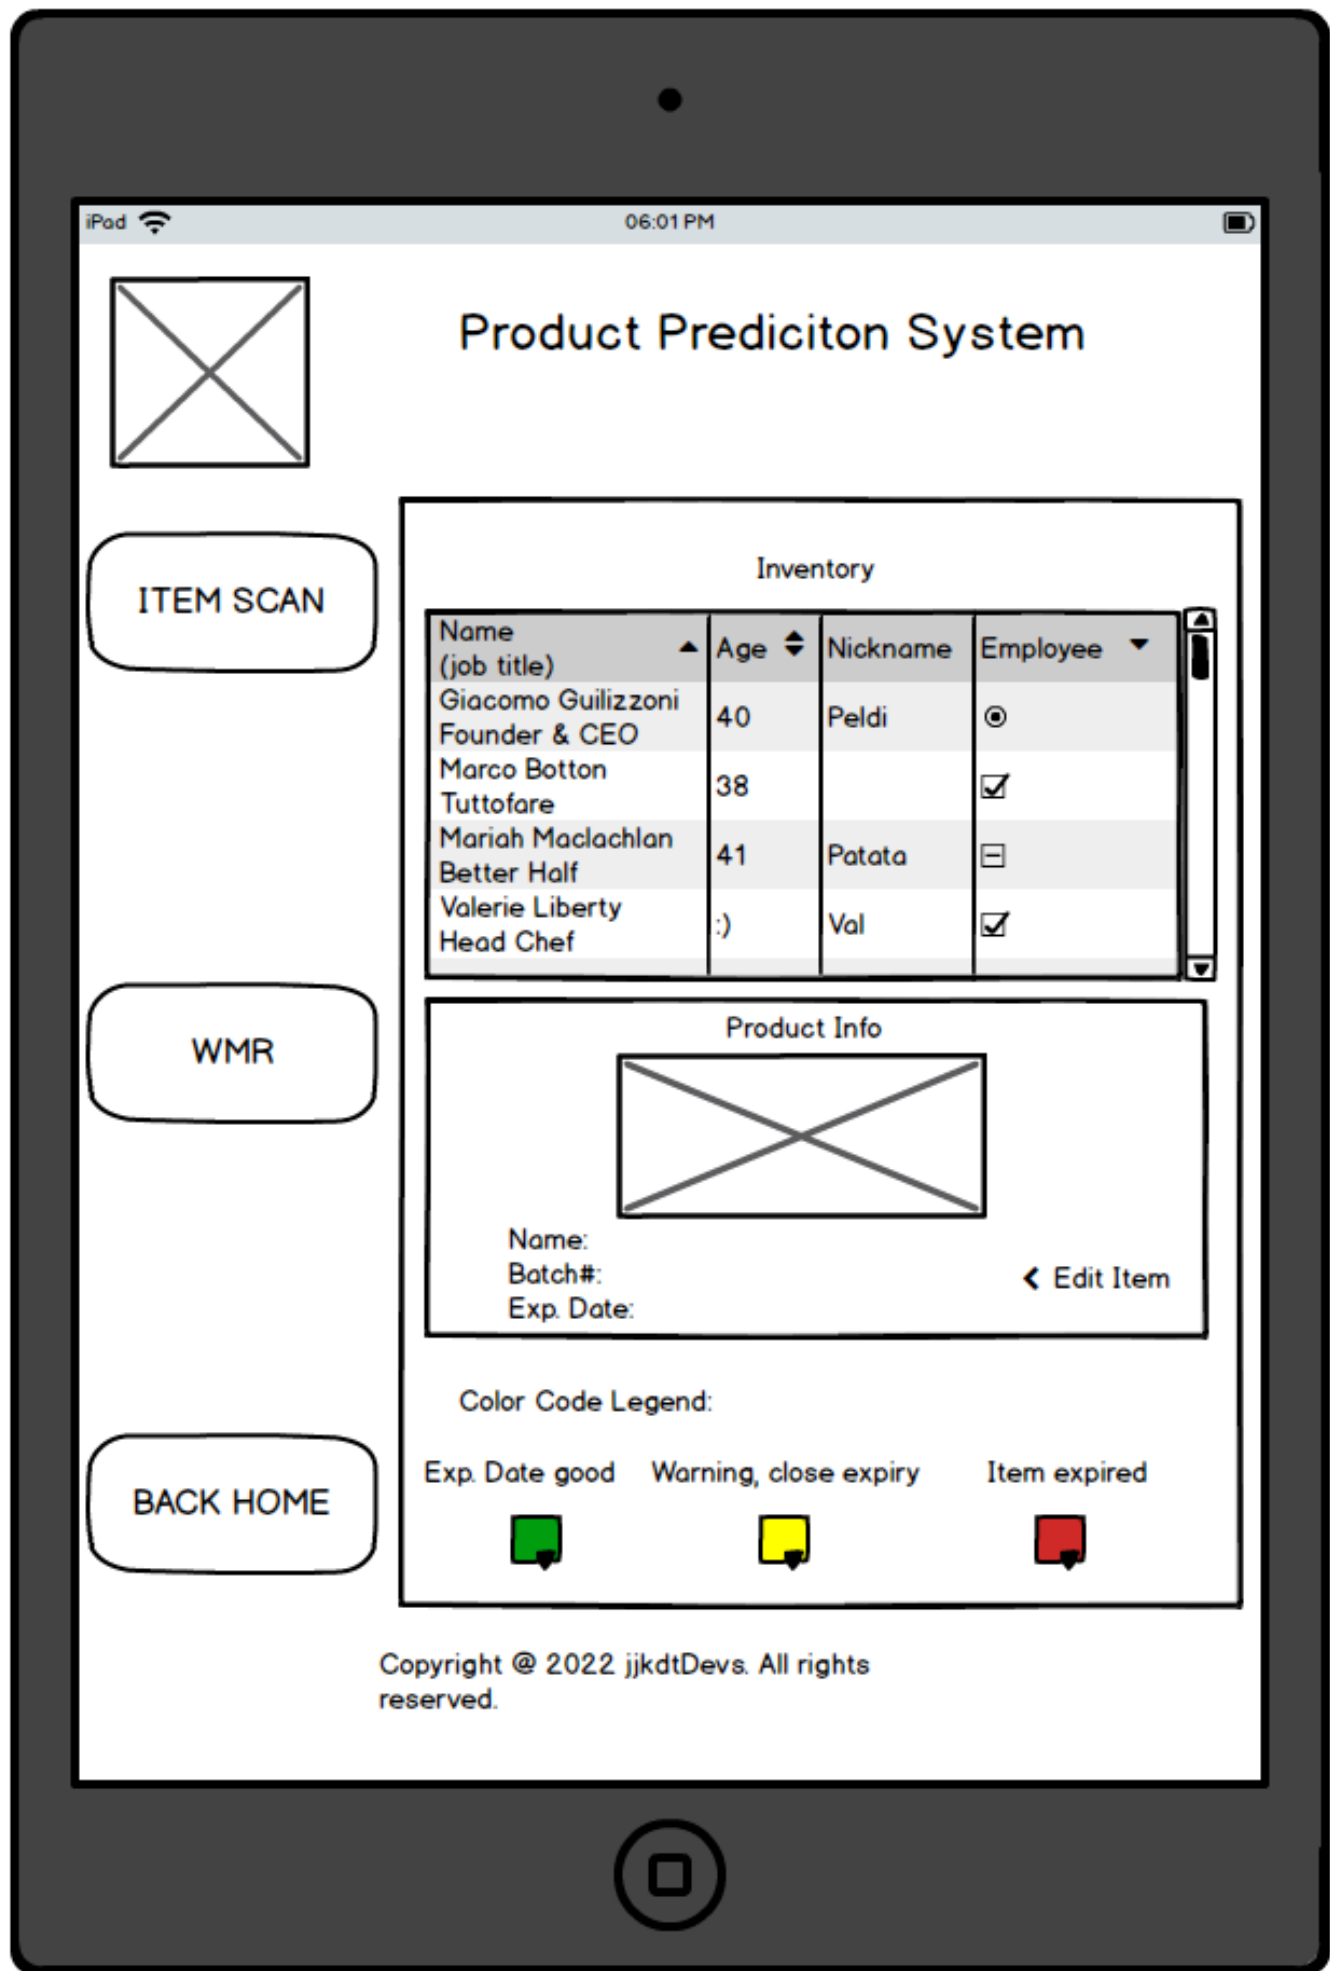 iPad
06:01 PM
Product Prediciton System
ITEM SCAN
WMR
BACK HOME
Inventory
Name
(job title)
Age
Nickname
Employee
Giacomo Guilizzoni
Founder & CEO
40
Peldi
Marco Botton
Tuttofare
38
Mariah Maclachlan
Better Half
41
Patata
Valerie Liberty
Head Chef
:)
Val
Product Info
Name:
Batch#:
Exp. Date:
Edit Item
Color Code Legend:
Exp. Date good
Warning, close expiry
Item expired
Copyright @ 2022 jjkdtDevs. All rights
reserved.